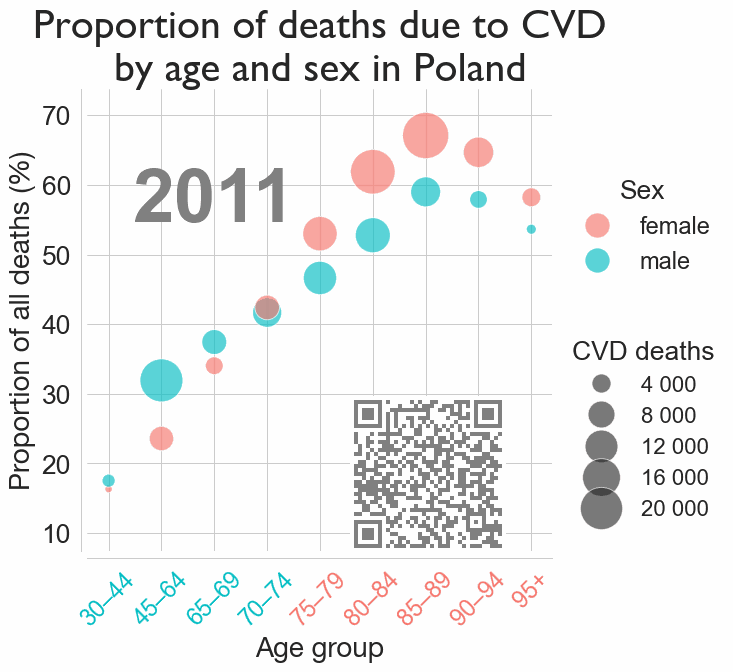 Proportion of deaths due to CVD
by age and sex in Poland
Proportion of all deaths (%)
70
60
50
40
30
20
10
2011
30–44
45–64
65–69
70–74
75–79
80–84
85–89
90–94
95+
Age group
Sex
female
male
CVD deaths
4 000
8 000
12 000
16 000
20 000